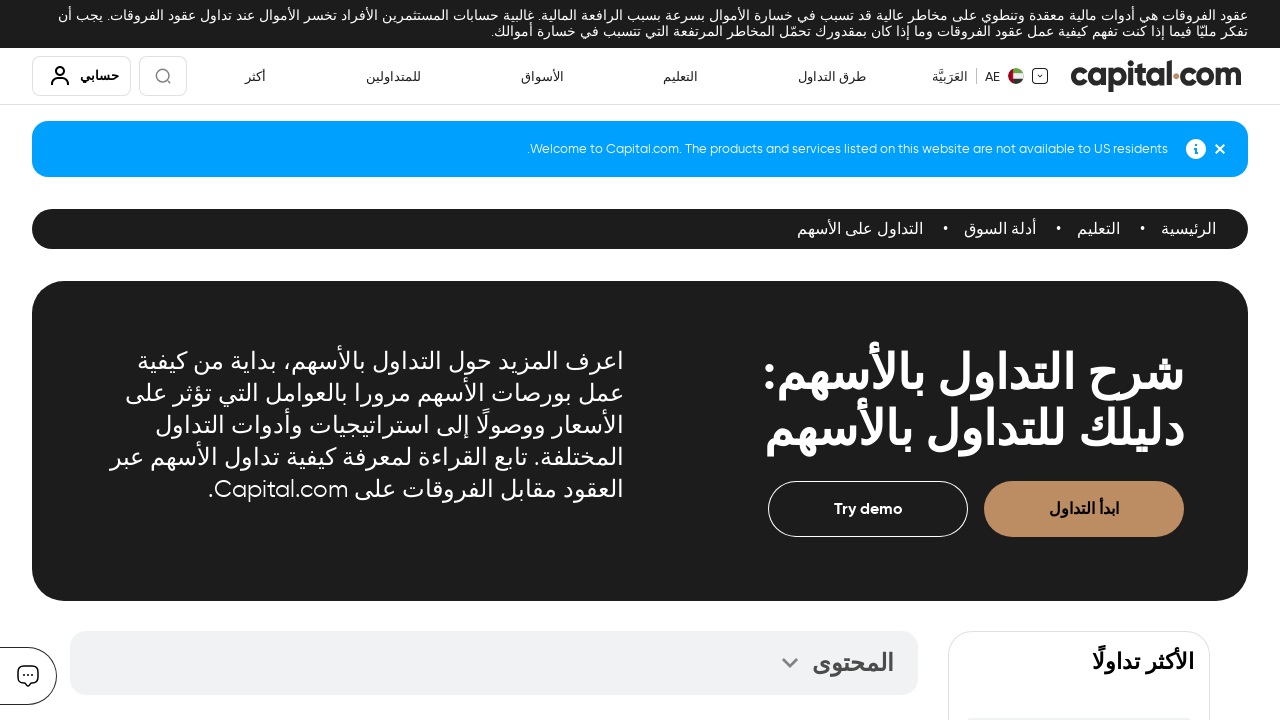 عقود الفروقات هي أدوات مالية معقدة وتنطوي على مخاطر عالية قد تسبب في خسارة الأموال بسرعة بسبب الرافعة المالية. غالبية حسابات المستثمرين الأفراد تخسر الأموال عند تداول عقود الفروقات. يجب أن
تفكر مليّا فيما إذا كنت تفهم كيفية عمل عقود الفروقات وما إذا كان بمقدورك تحمّل المخاطر المرتفعة التي تتسبب في خسارة أموالك.
capital.com
AE العَرَبيَّة
طرق التداول
التعليم
الأسواق
للمتداولين
أكثر
حسابي
Welcome to Capital.com. The products and services listed on this website are not available to US residents.
الرئيسية • التعليم • أدلة السوق • التداول على الأسهم
شرح التداول بالأسهم:
دليلك للتداول بالأسهم
ابدأ التداول
Try demo
اعرف المزيد حول التداول بالأسهم، بداية من كيفية
عمل بورصات الأسهم مرورا بالعوامل التي تؤثر على
الأسعار ووصولًا إلى استراتيجيات وأدوات التداول
المختلفة. تابع القراءة لمعرفة كيفية تداول الأسهم عبر
العقود مقابل الفروقات على Capital.com.
الأكثر تداولًا
المحتوى